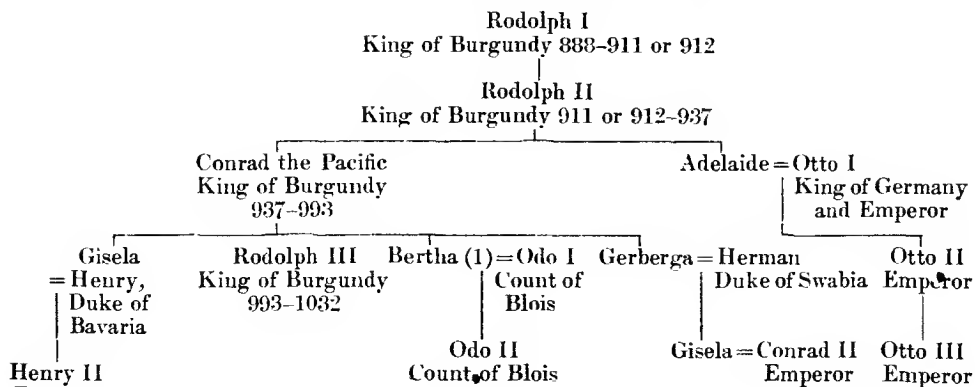 Rodolph I
King of Burgundy 888-911 or 912
Rodolph II
King of Burgundy 911 or 912-937
Conrad the Pacific
King of Burgundy
937-993
Adelaide = Otto I
King of Germany
and Emperor
Gisela
= Henry,
Duke of
Bavaria
Rodolph III
King of Burgundy
993-1032
Bertha (1) = Odo I
Count of
Blois
Gerberga = Herman
Duke of Swabia
Otto II
Emperor
Henry II
Odo II
Count of Blois
Gisela = Conrad II
Emperor
Otto III
Emperor